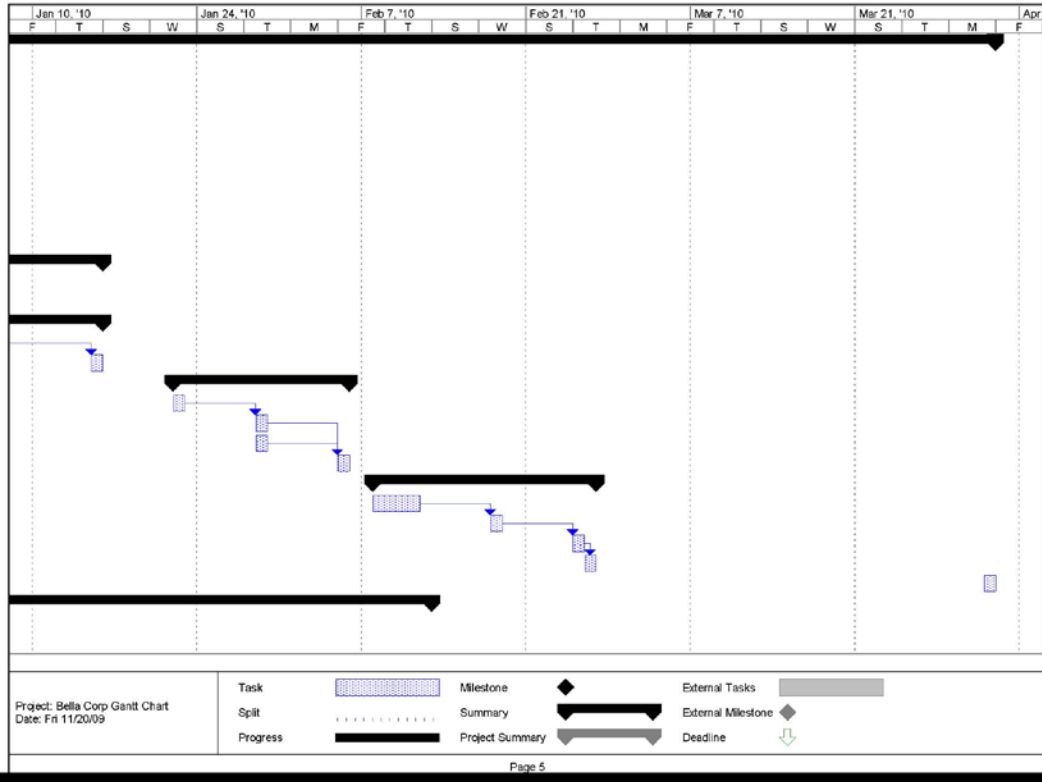 Jan 10, '10 Jan 24, '10 Feb 7, '10 Feb 21, '10 Mar 7, '10 Mar 21, '10 Apr
F T S W S T M F T S W S T M F T S W S T M F
Task Milestone External Tasks
Project: Bella Corp Gantt Chart
Date: Fri 11/20/09
Split Summary External Milestone
Progress Project Summary Deadline
Page 5